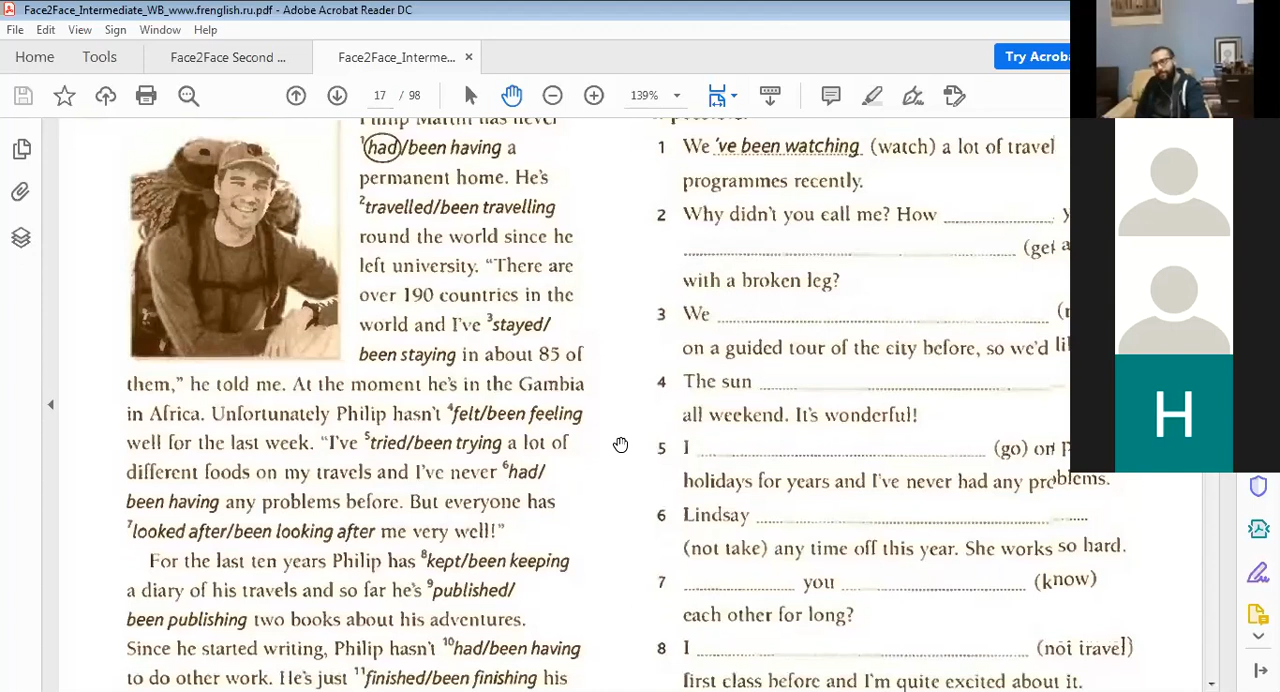 Face2Face_Intermediate_WB_www.frenglish.ru.pdf - Adobe Acrobat Reader DC
File Edit View Sign Window Help
Home Tools Face2Face Second ... Face2Face_Interme... × Try Acroba
17 / 98 139%
Philip Martin has never
1had/been having a
permanent home. He's
2travelled/been travelling
round the world since he
left university. “There are
over 190 countries in the
world and I've 3stayed/
been staying in about 85 of
them,” he told me. At the moment he's in the Gambia
in Africa. Unfortunately Philip hasn't 4felt/been feeling
well for the last week. “I've 5tried/been trying a lot of
different foods on my travels and I've never 6had/
been having any problems before. But everyone has
7looked after/been looking after me very well!”
For the last ten years Philip has 8kept/been keeping
a diary of his travels and so far he's 9published/
been publishing two books about his adventures.
Since he started writing, Philip hasn't 10had/been having
to do other work. He's just 11finished/been finishing his
1 We 've been watching (watch) a lot of travel
programmes recently.
2 Why didn't you call me? How
(get
with a broken leg?
3 We
on a guided tour of the city before, so we'd
4 The sun
all weekend. It's wonderful!
5 I (go) on
holidays for years and I've never had any problems.
6 Lindsay
(not take) any time off this year. She works so hard.
7 you (know)
each other for long?
8 I (not travel)
first class before and I'm quite excited about it.
H